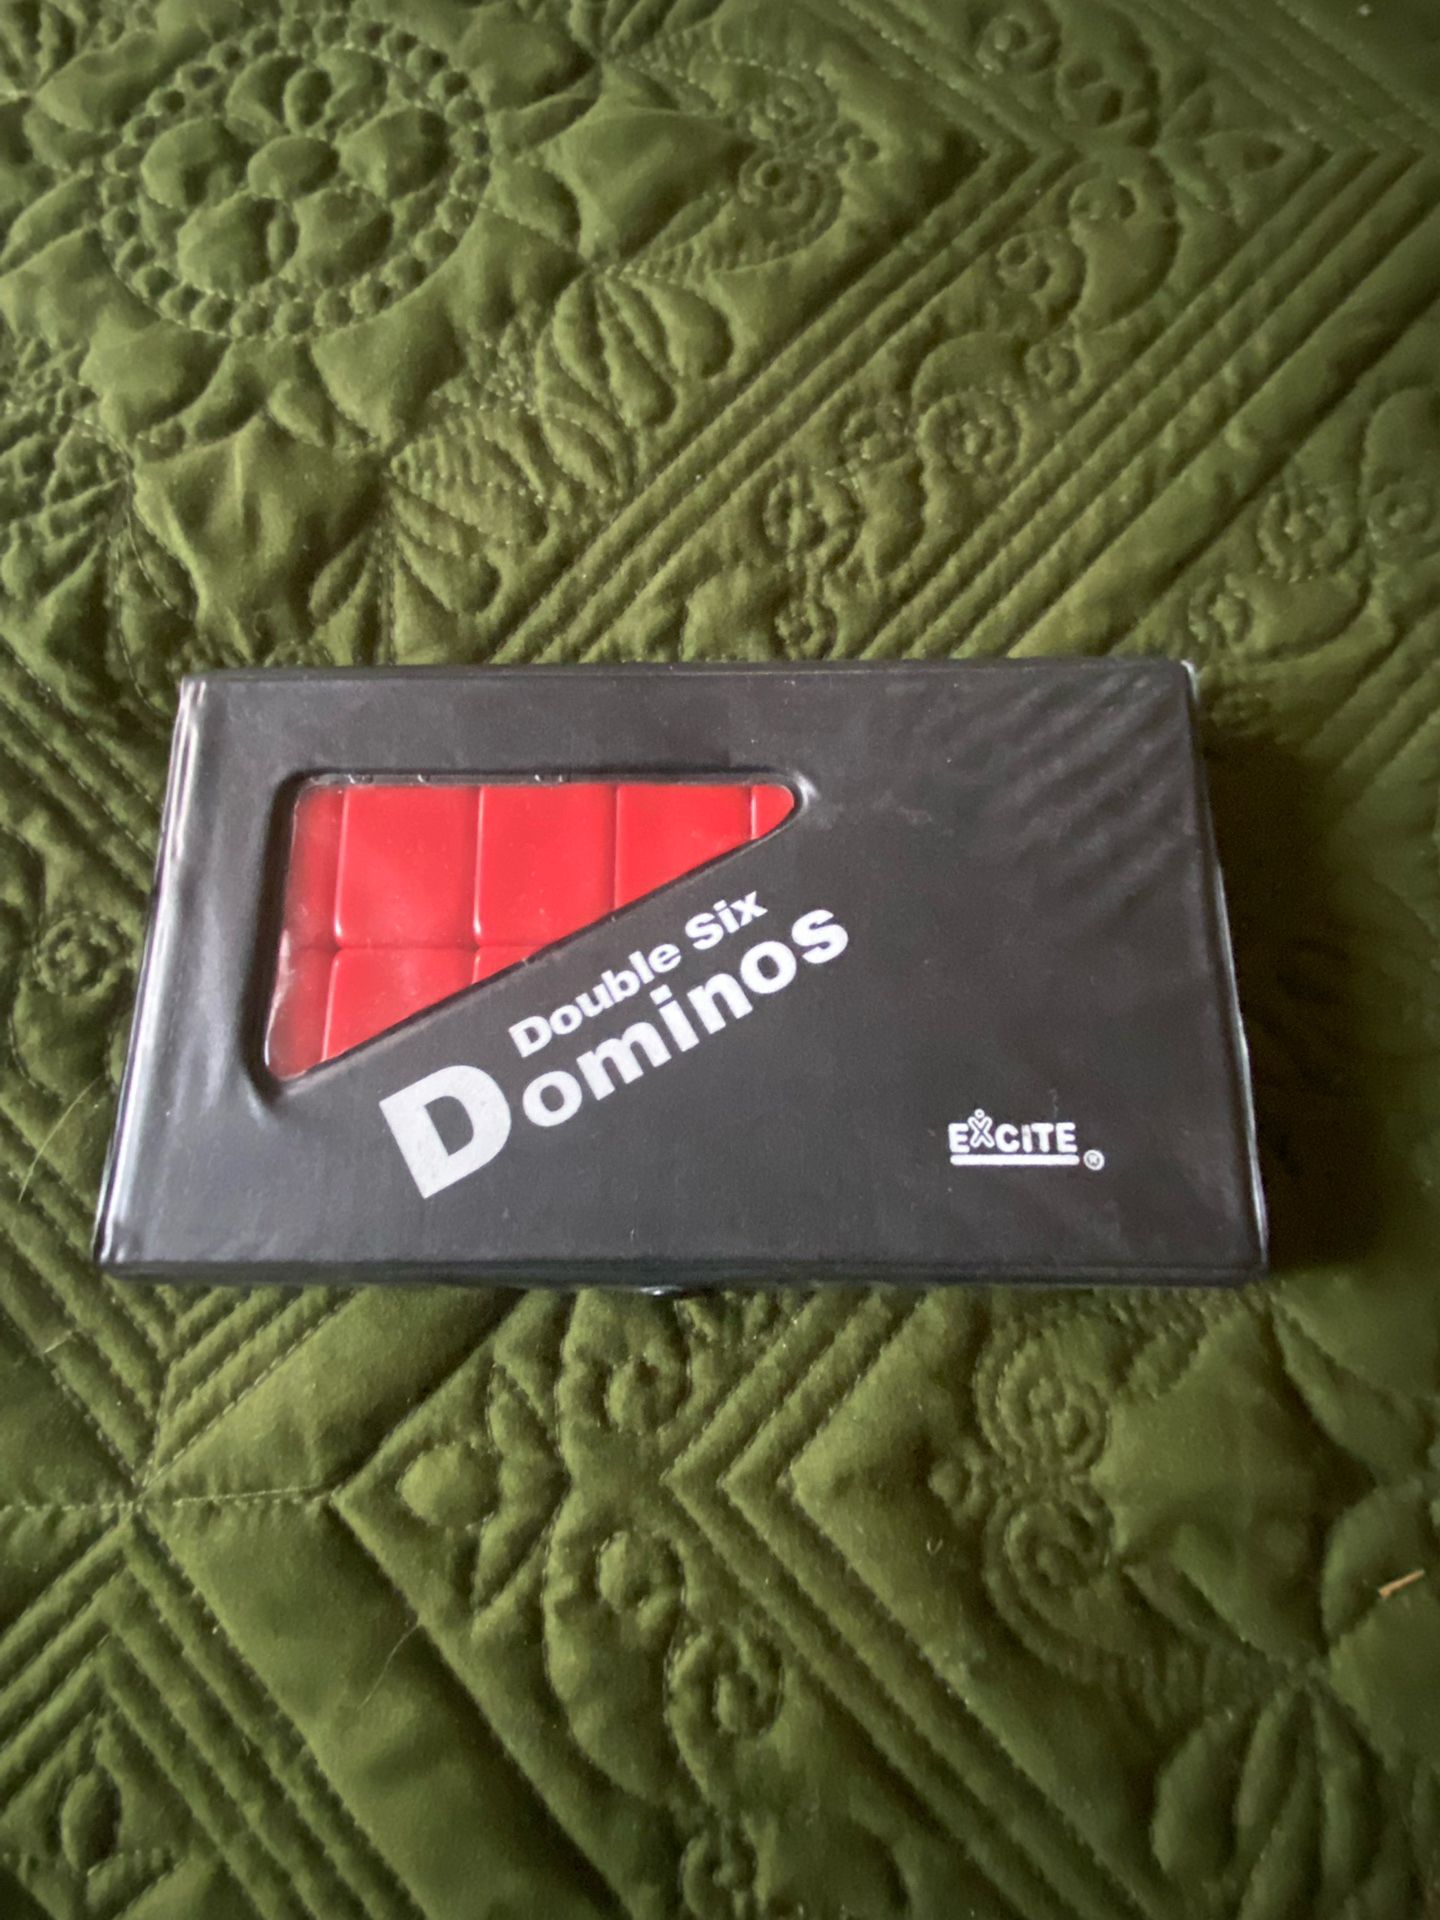 Double Six
Dominos
EXCITE ®